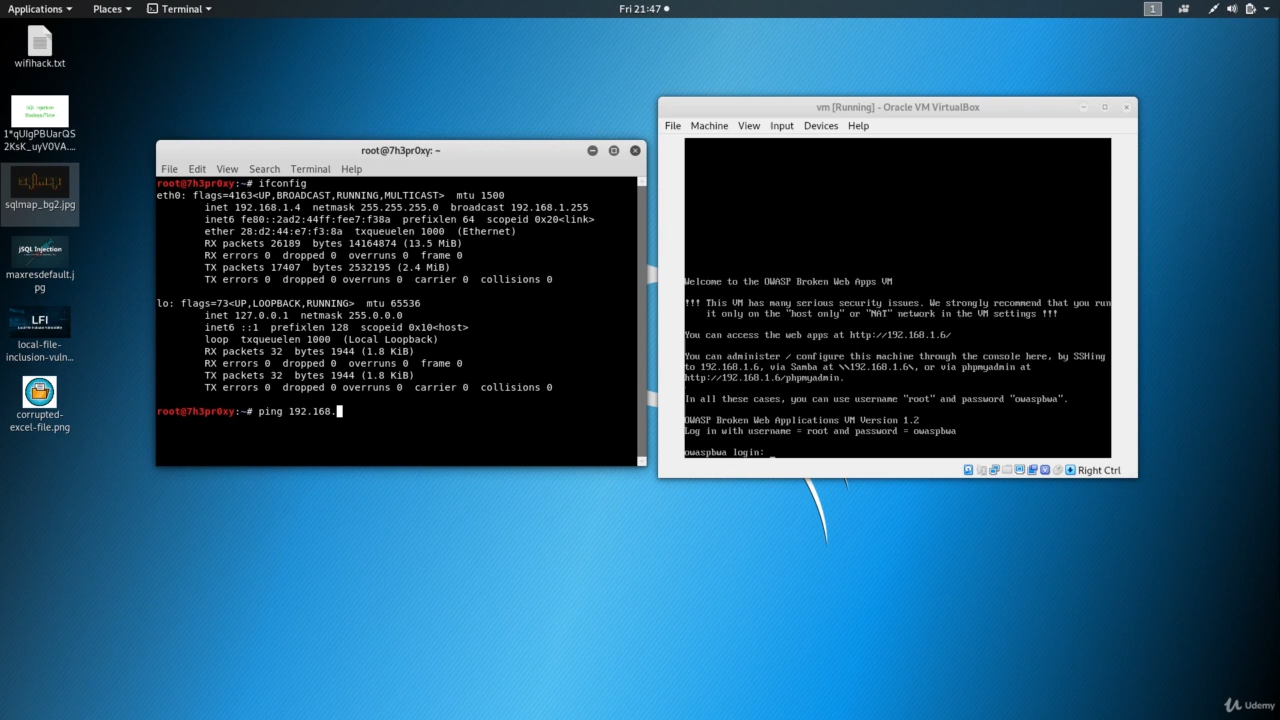 Applications Places Terminal
Fri 21:47
1
wifihack.txt
SQL Injection
1*qUIgPBUarQS
2KsK_uyV0VA....
sqlmap_bg2.jpg
jSQL Injection
maxresdefault.j
pg
LFI
local-file-
inclusion-vuln...
corrupted-
excel-file.png
root@7h3pr0xy: ~
File Edit View Search Terminal Help
root@7h3pr0xy:~# ifconfig
eth0: flags=4163<UP,BROADCAST,RUNNING,MULTICAST>  mtu 1500
inet 192.168.1.4  netmask 255.255.255.0  broadcast 192.168.1.255
inet6 fe80::2ad2:44ff:fee7:f38a  prefixlen 64  scopeid 0x20<link>
ether 28:d2:44:e7:f3:8a  txqueuelen 1000  (Ethernet)
RX packets 26189  bytes 14164874 (13.5 MiB)
RX errors 0  dropped 0  overruns 0  frame 0
TX packets 17407  bytes 2532195 (2.4 MiB)
TX errors 0  dropped 0 overruns 0  carrier 0  collisions 0
lo: flags=73<UP,LOOPBACK,RUNNING>  mtu 65536
inet 127.0.0.1  netmask 255.0.0.0
inet6 ::1  prefixlen 128  scopeid 0x10<host>
loop  txqueuelen 1000  (Local Loopback)
RX packets 32  bytes 1944 (1.8 KiB)
RX errors 0  dropped 0  overruns 0  frame 0
TX packets 32  bytes 1944 (1.8 KiB)
TX errors 0  dropped 0 overruns 0  carrier 0  collisions 0
root@7h3pr0xy:~# ping 192.168.
vm [Running] - Oracle VM VirtualBox
File Machine View Input Devices Help
Welcome to the OWASP Broken Web Apps VM
!!! This VM has many serious security issues. We strongly recommend that you run
it only on the "host only" or "NAT" network in the VM settings !!!
You can access the web apps at http://192.168.1.6/
You can administer / configure this machine through the console here, by SSHing
to 192.168.1.6, via Samba at \\192.168.1.6\, or via phpmyadmin at
http://192.168.1.6/phpmyadmin.
In all these cases, you can use username "root" and password "owaspbwa".
OWASP Broken Web Applications VM Version 1.2
Log in with username = root and password = owaspbwa
owaspbwa login: _
Right Ctrl
Udemy